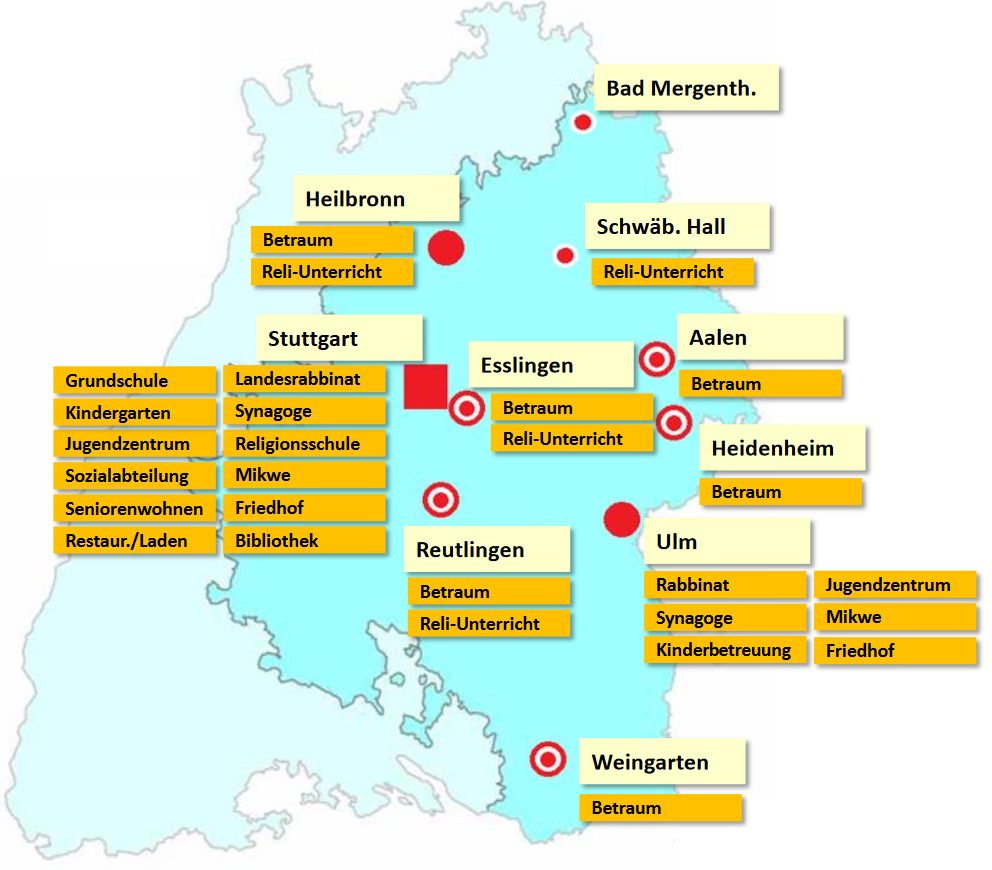 Bad Mergenth.
Heilbronn
Betraum
Reli-Unterricht
Schwäb. Hall
Reli-Unterricht
Stuttgart
Grundschule
Kindergarten
Jugendzentrum
Sozialabteilung
Seniorenwohnen
Restaur./Laden
Landesrabbinat
Synagoge
Religionsschule
Mikwe
Friedhof
Bibliothek
Esslingen
Betraum
Reli-Unterricht
Aalen
Betraum
Heidenheim
Betraum
Reutlingen
Betraum
Reli-Unterricht
Ulm
Rabbinat
Synagoge
Kinderbetreuung
Jugendzentrum
Mikwe
Friedhof
Weingarten
Betraum